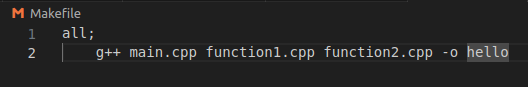 Makefile
1 all;
2 g++ main.cpp function1.cpp function2.cpp -o hello